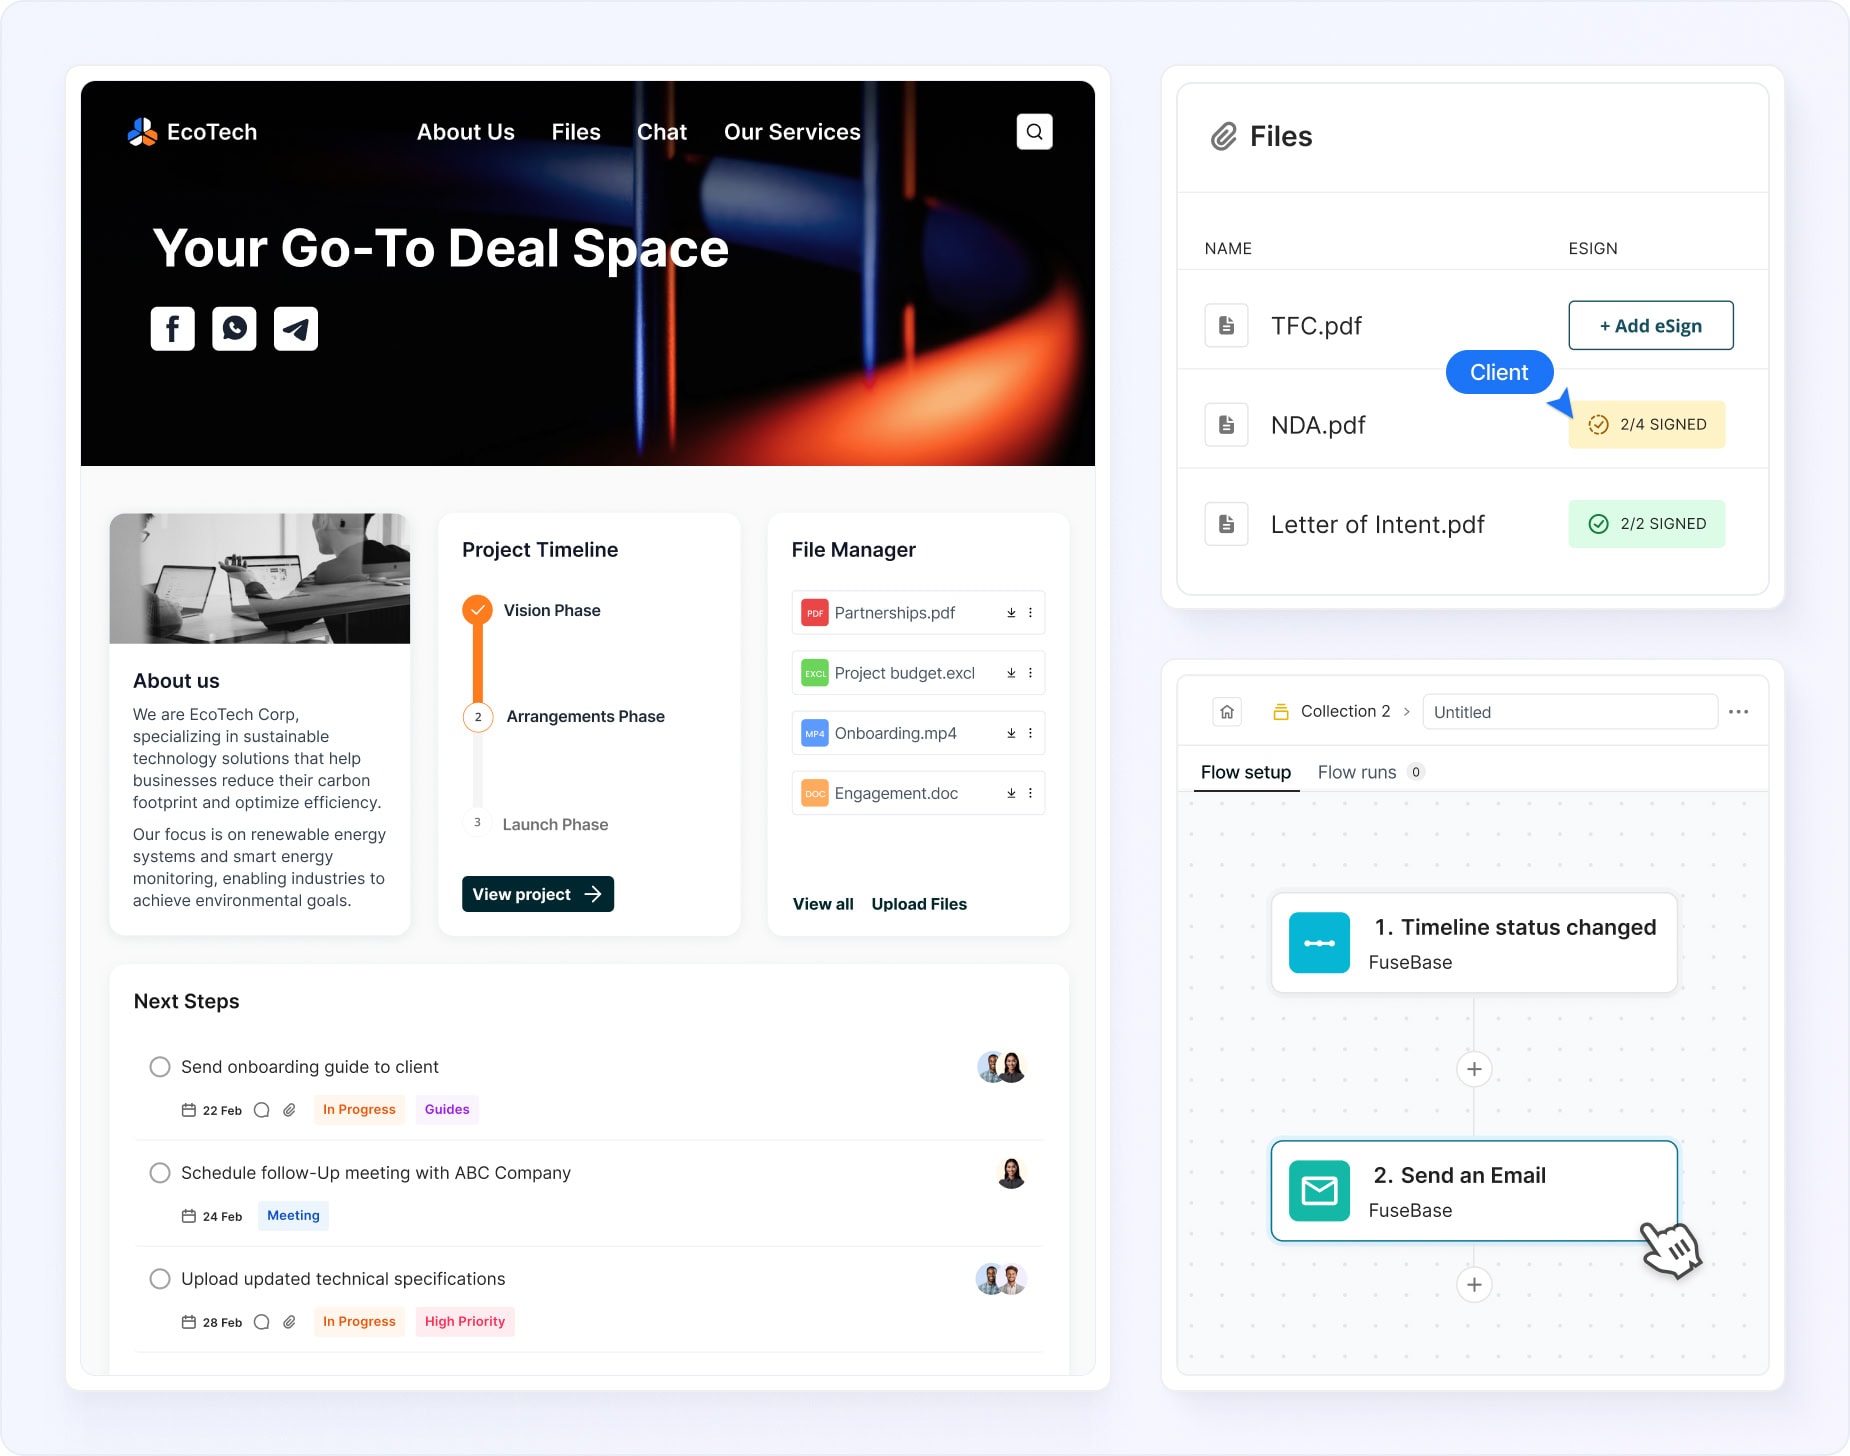 EcoTech
About Us
Files
Chat
Our Services
Your Go-To Deal Space
About us
We are EcoTech Corp,
specializing in sustainable
technology solutions that help
businesses reduce their carbon
footprint and optimize efficiency.
Our focus is on renewable energy
systems and smart energy
monitoring, enabling industries to
achieve environmental goals.
Project Timeline
Vision Phase
2
Arrangements Phase
3
Launch Phase
View project
File Manager
PDF
Partnerships.pdf
EXCL
Project budget.excl
MP4
Onboarding.mp4
DOC
Engagement.doc
View all
Upload Files
Next Steps
Send onboarding guide to client
22 Feb
In Progress
Guides
Schedule follow-Up meeting with ABC Company
24 Feb
Meeting
Upload updated technical specifications
28 Feb
In Progress
High Priority
Files
NAME
ESIGN
TFC.pdf
+ Add eSign
Client
NDA.pdf
2/4 SIGNED
Letter of Intent.pdf
2/2 SIGNED
Collection 2
Untitled
Flow setup
Flow runs 0
1. Timeline status changed
FuseBase
2. Send an Email
FuseBase